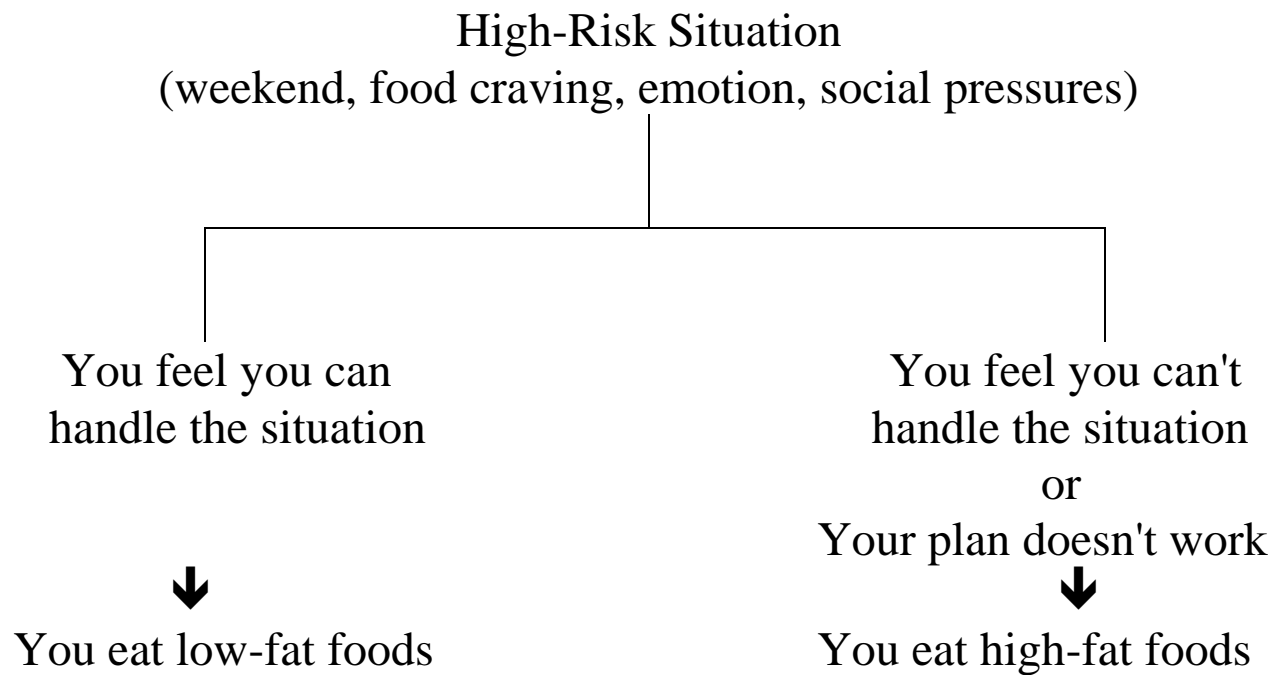 High-Risk Situation
(weekend, food craving, emotion, social pressures)
You feel you can
handle the situation
You eat low-fat foods
You feel you can't
handle the situation
or
Your plan doesn't work
You eat high-fat foods